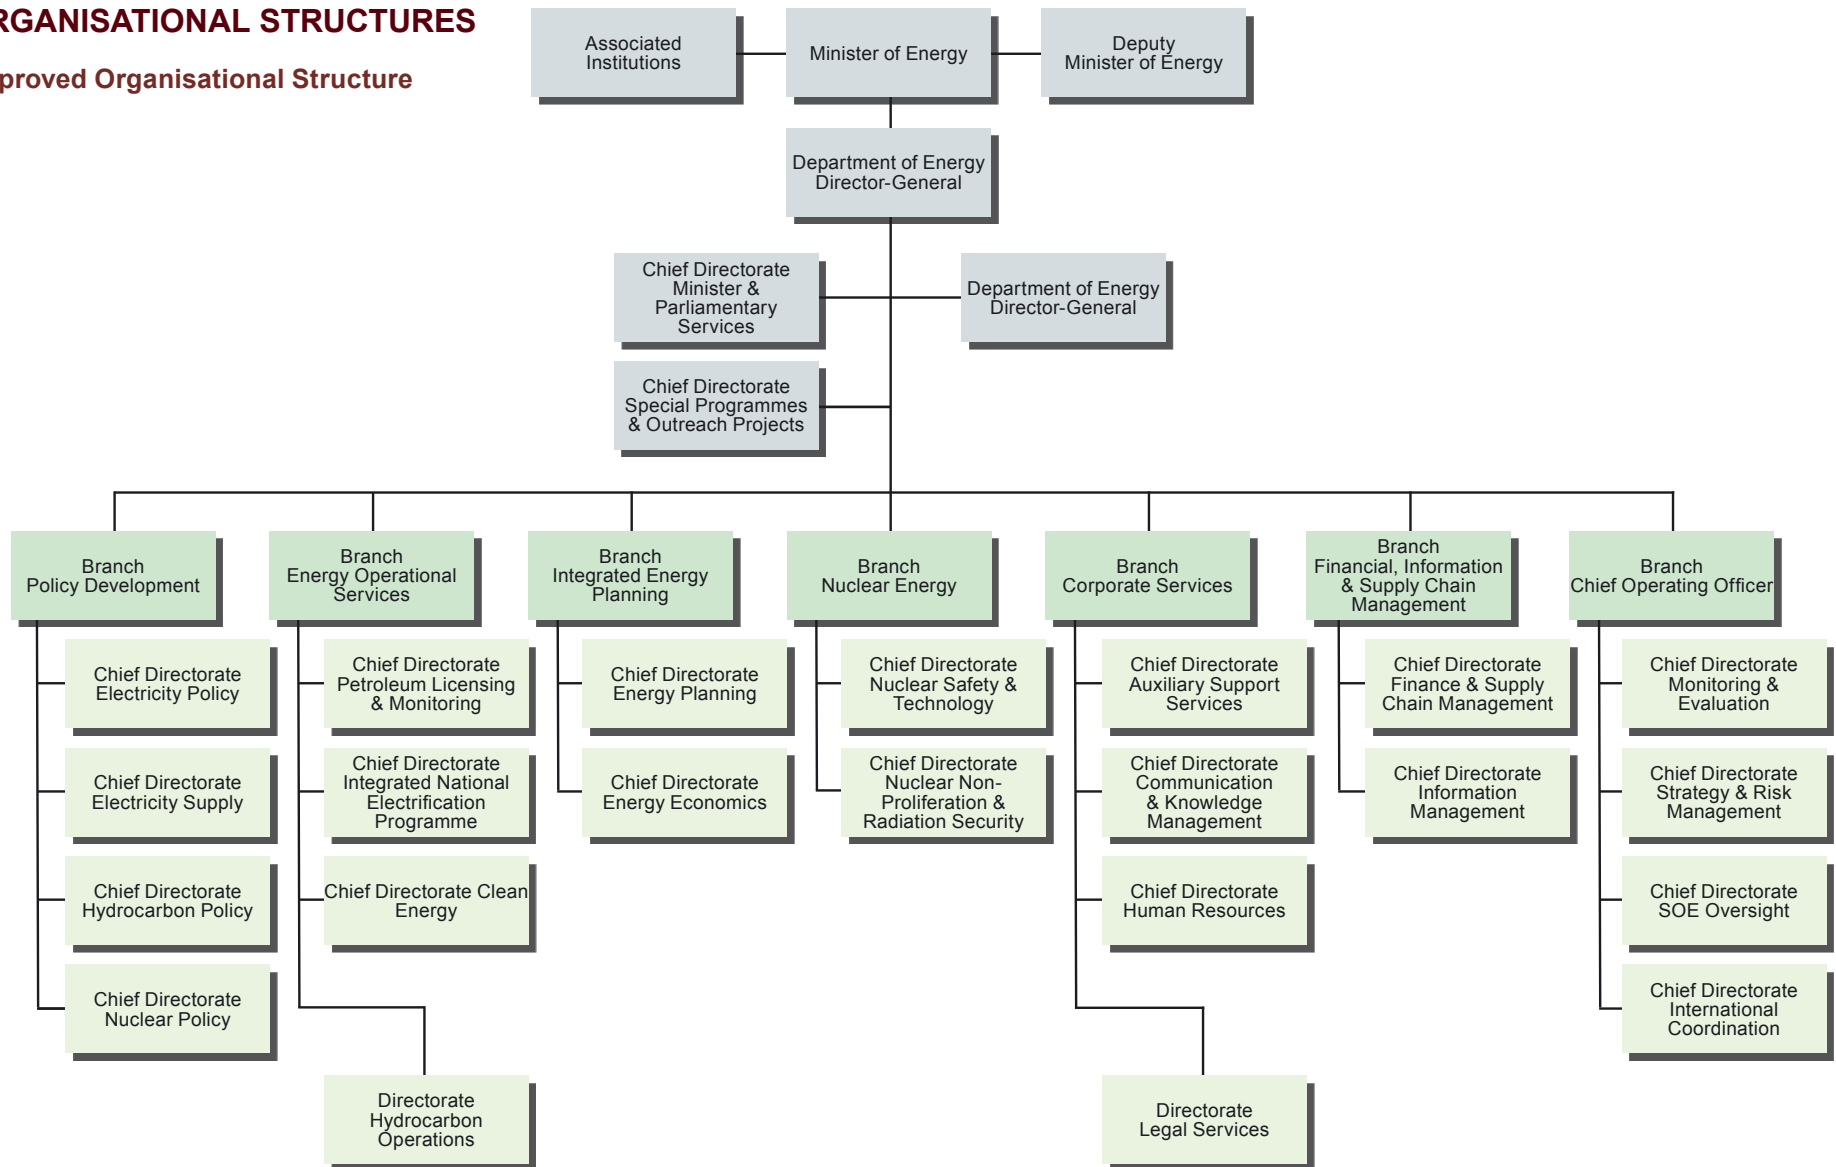 RGANISATIONAL STRUCTURES
proved Organisational Structure
Associated
Institutions
Minister of Energy
Deputy
Minister of Energy
Department of Energy
Director-General
Chief Directorate
Minister &
Parliamentary
Services
Department of Energy
Director-General
Chief Directorate
Special Programmes
& Outreach Projects
Branch
Policy Development
Branch
Energy Operational
Services
Branch
Integrated Energy
Planning
Branch
Nuclear Energy
Branch
Corporate Services
Branch
Financial, Information
& Supply Chain
Management
Branch
Chief Operating Officer
Chief Directorate
Electricity Policy
Chief Directorate
Petroleum Licensing
& Monitoring
Chief Directorate
Energy Planning
Chief Directorate
Nuclear Safety &
Technology
Chief Directorate
Auxiliary Support
Services
Chief Directorate
Finance & Supply
Chain Management
Chief Directorate
Monitoring &
Evaluation
Chief Directorate
Electricity Supply
Chief Directorate
Integrated National
Electrification
Programme
Chief Directorate
Energy Economics
Chief Directorate
Nuclear Non-
Proliferation &
Radiation Security
Chief Directorate
Communication
& Knowledge
Management
Chief Directorate
Information
Management
Chief Directorate
Strategy & Risk
Management
Chief Directorate
Hydrocarbon Policy
Chief Directorate Clean
Energy
Chief Directorate
Human Resources
Chief Directorate
SOE Oversight
Chief Directorate
Nuclear Policy
Chief Directorate
International
Coordination
Directorate
Hydrocarbon
Operations
Directorate
Legal Services